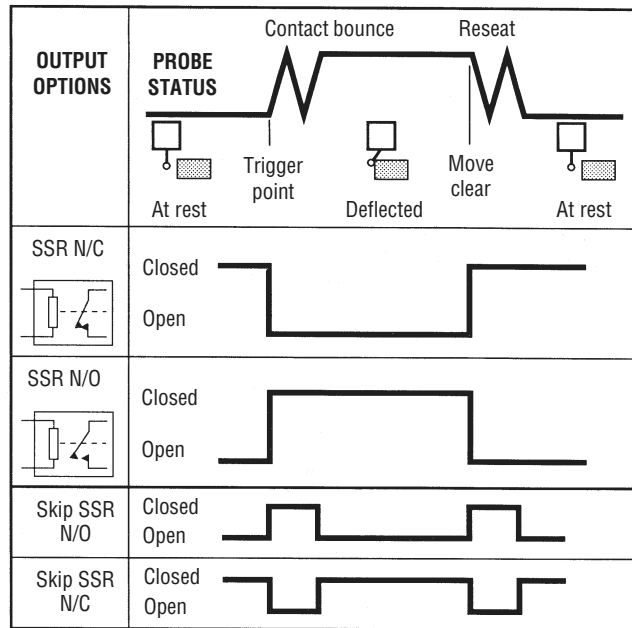 OUTPUT
OPTIONS
PROBE
STATUS
Contact bounce
Reseat
Trigger
point
Move
clear
At rest
Deflected
At rest
SSR N/C
Closed
Open
SSR N/O
Closed
Open
Skip SSR
N/O
Closed
Open
Skip SSR
N/C
Closed
Open